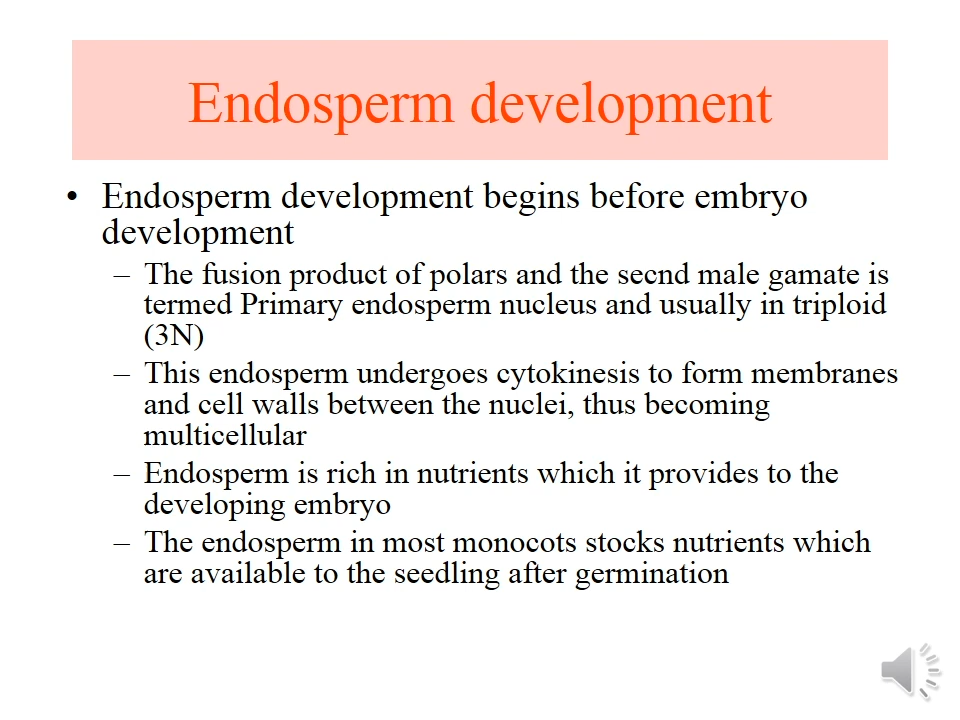 Endosperm development
• Endosperm development begins before embryo
development
– The fusion product of polars and the secnd male gamate is
termed Primary endosperm nucleus and usually in triploid
(3N)
– This endosperm undergoes cytokinesis to form membranes
and cell walls between the nuclei, thus becoming
multicellular
– Endosperm is rich in nutrients which it provides to the
developing embryo
– The endosperm in most monocots stocks nutrients which
are available to the seedling after germination